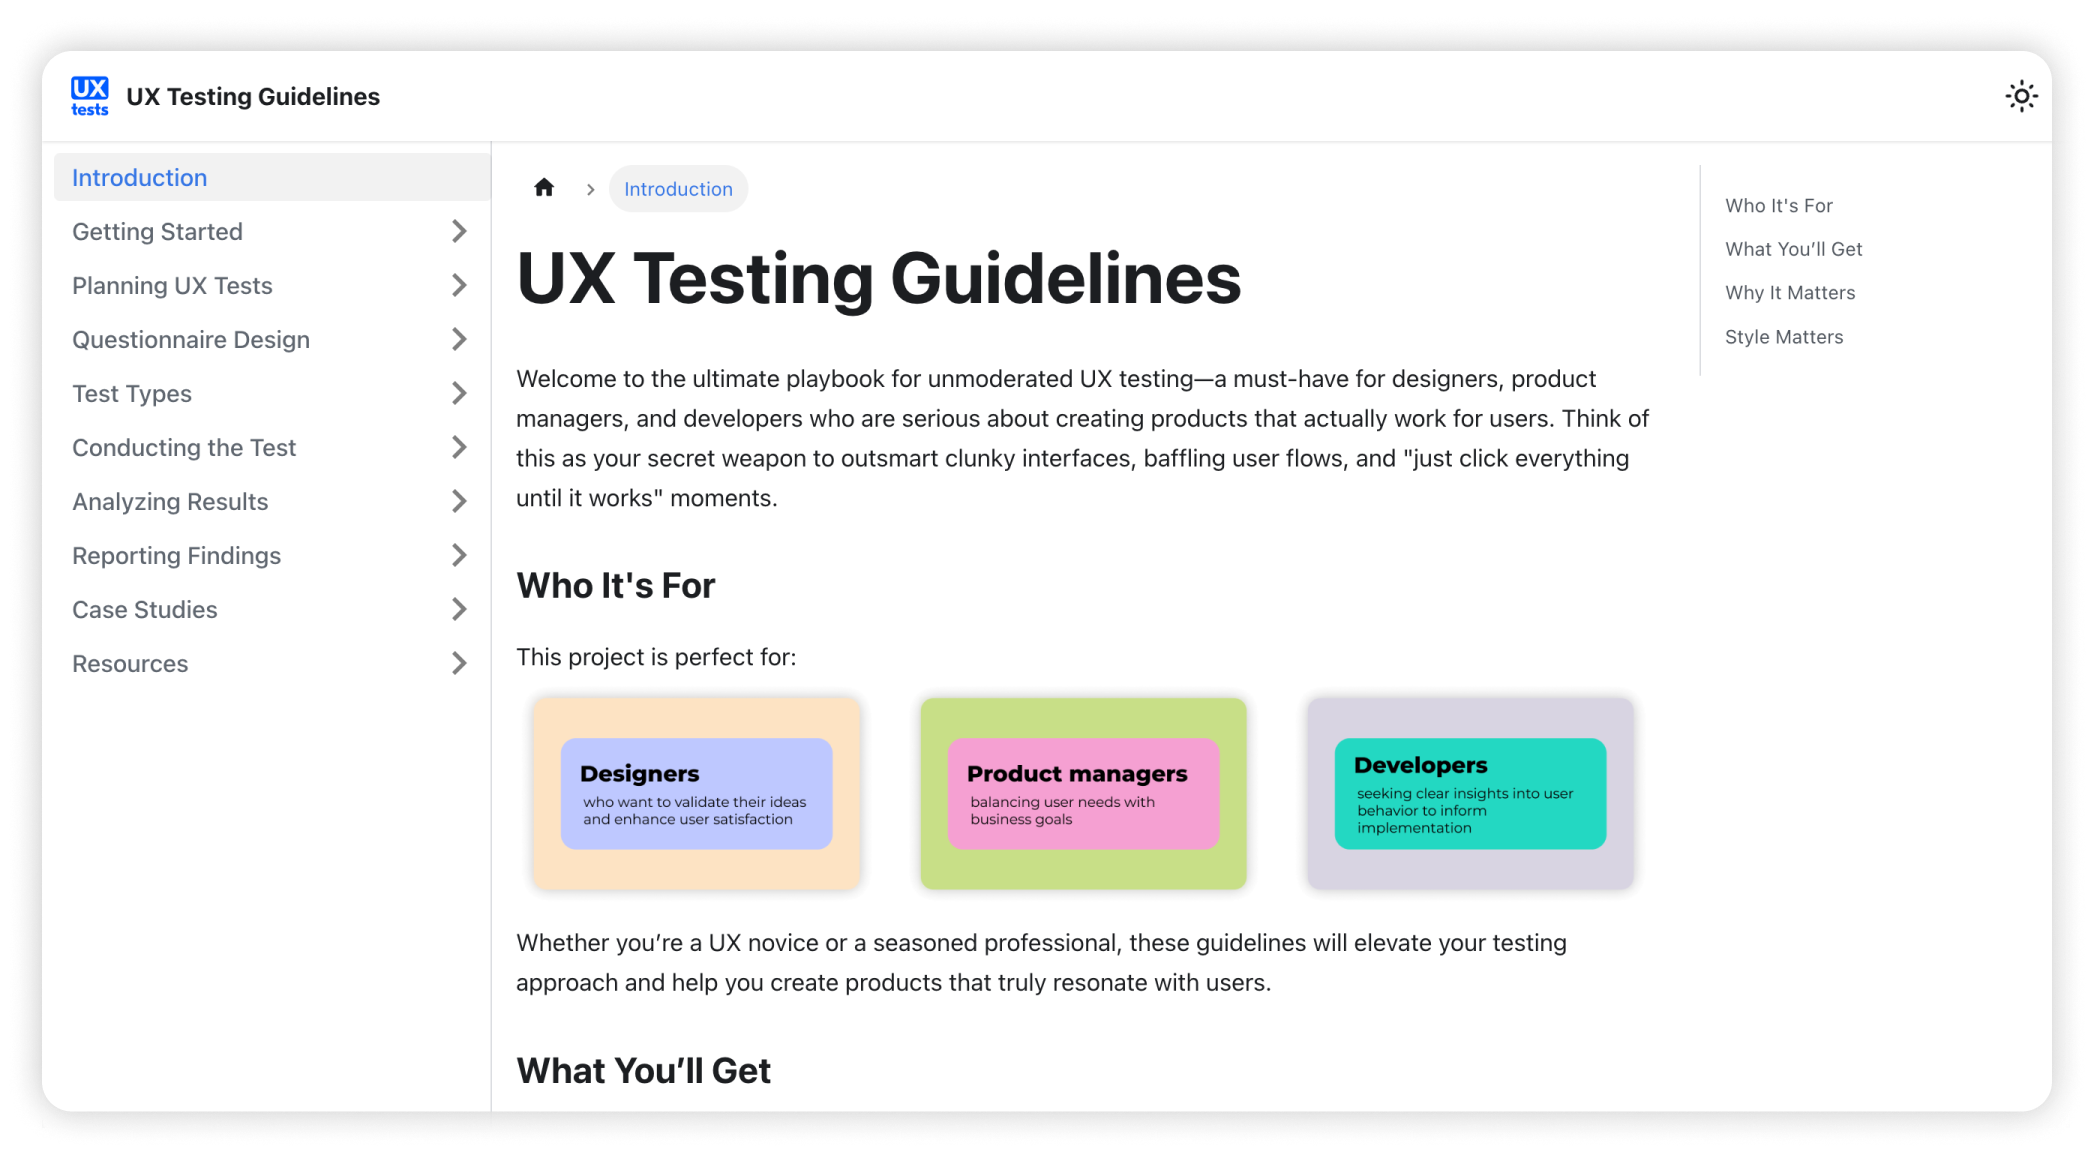 UX
tests
UX Testing Guidelines
Introduction
Getting Started
Planning UX Tests
Questionnaire Design
Test Types
Conducting the Test
Analyzing Results
Reporting Findings
Case Studies
Resources
Introduction
UX Testing Guidelines
Welcome to the ultimate playbook for unmoderated UX testing—a must-have for designers, product
managers, and developers who are serious about creating products that actually work for users. Think of
this as your secret weapon to outsmart clunky interfaces, baffling user flows, and "just click everything
until it works" moments.
Who It's For
This project is perfect for:
Designers
who want to validate their ideas
and enhance user satisfaction
Product managers
balancing user needs with
business goals
Developers
seeking clear insights into user
behavior to inform
implementation
Whether you’re a UX novice or a seasoned professional, these guidelines will elevate your testing
approach and help you create products that truly resonate with users.
What You’ll Get
Who It's For
What You’ll Get
Why It Matters
Style Matters